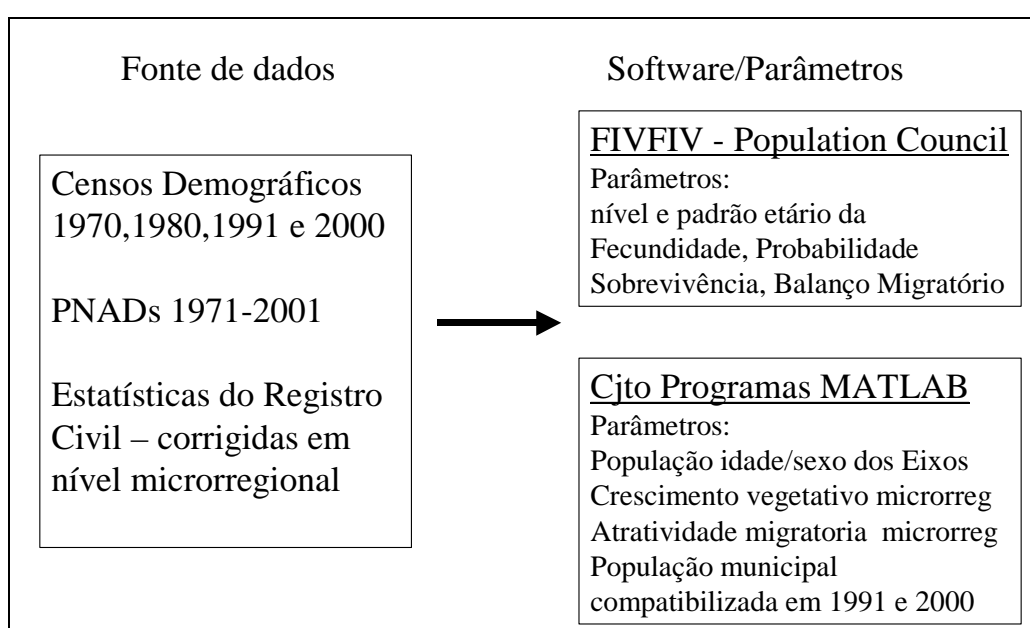 Fonte de dados
Software/Parâmetros
Censos Demográficos
1970,1980,1991 e 2000
PNADs 1971-2001
Estatísticas do Registro
Civil – corrigidas em
nível microrregional
FIVFIV - Population Council
Parâmetros:
nível e padrão etário da
Fecundidade, Probabilidade
Sobrevivência, Balanço Migratório
Cjto Programas MATLAB
Parâmetros:
População idade/sexo dos Eixos
Crescimento vegetativo microrreg
Atratividade migratoria microrreg
População municipal
compatibilizada em 1991 e 2000